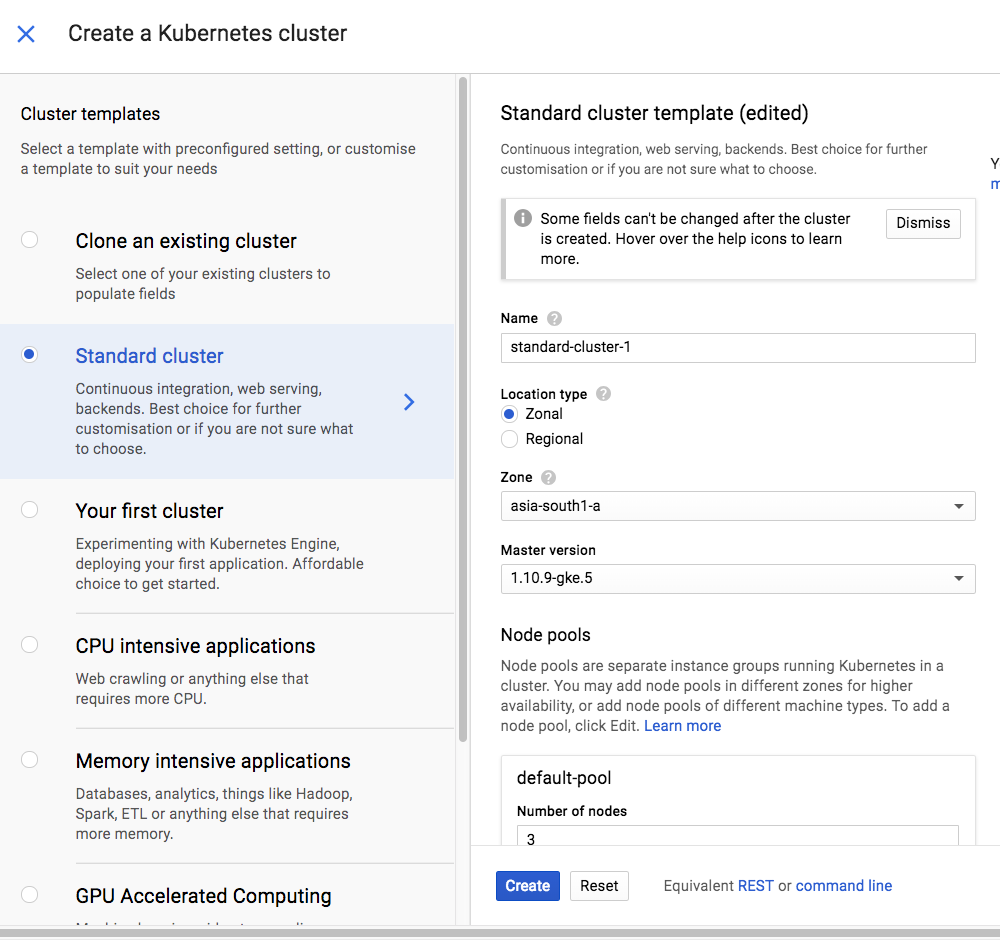 Create a Kubernetes cluster
Cluster templates
Select a template with preconfigured setting, or customise
a template to suit your needs
Clone an existing cluster
Select one of your existing clusters to
populate fields
Standard cluster
Continuous integration, web serving,
backends. Best choice for further
customisation or if you are not sure what
to choose.
Your first cluster
Experimenting with Kubernetes Engine,
deploying your first application. Affordable
choice to get started.
CPU intensive applications
Web crawling or anything else that
requires more CPU.
Memory intensive applications
Databases, analytics, things like Hadoop,
Spark, ETL or anything else that requires
more memory.
GPU Accelerated Computing
Standard cluster template (edited)
Continuous integration, web serving, backends. Best choice for further
customisation or if you are not sure what to choose.
Some fields can't be changed after the cluster
is created. Hover over the help icons to learn
more.
Dismiss
Name
standard-cluster-1
Location type
Zonal
Regional
Zone
asia-south1-a
Master version
1.10.9-gke.5
Node pools
Node pools are separate instance groups running Kubernetes in a
cluster. You may add node pools in different zones for higher
availability, or add node pools of different machine types. To add a
node pool, click Edit. Learn more
default-pool
Number of nodes
3
Create Reset Equivalent REST or command line